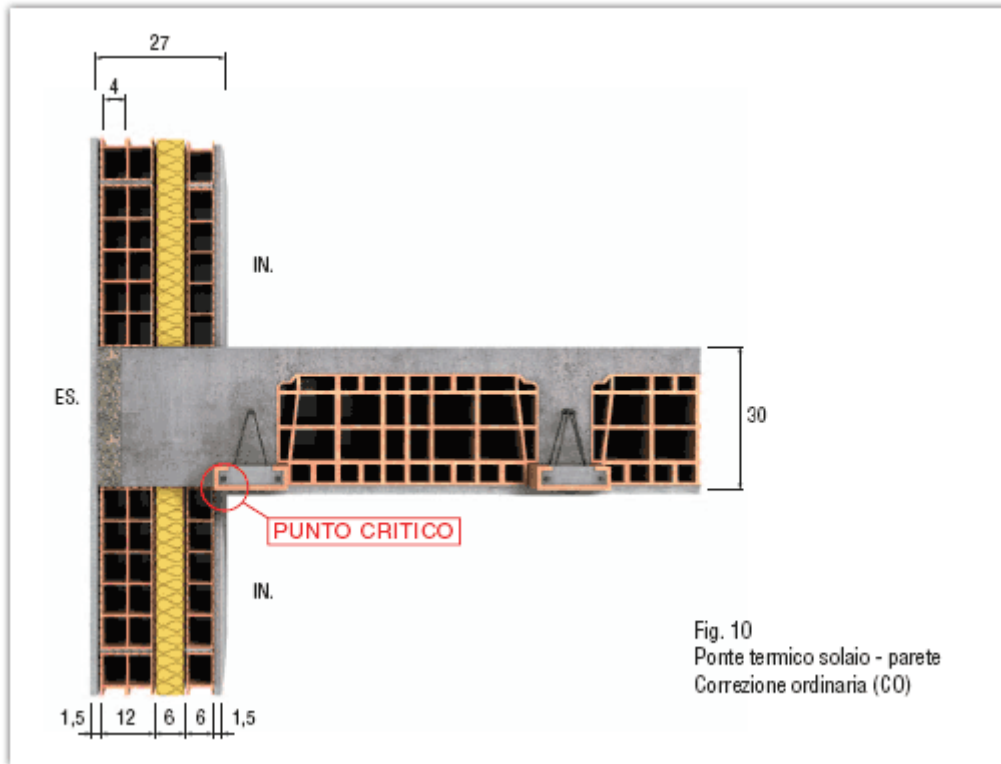 27
4
IN.
ES.
30
PUNTO CRITICO
IN.
Fig. 10
Ponte termico solaio - parete
Correzione ordinaria (CO)
1,5 12 6 6 1,5